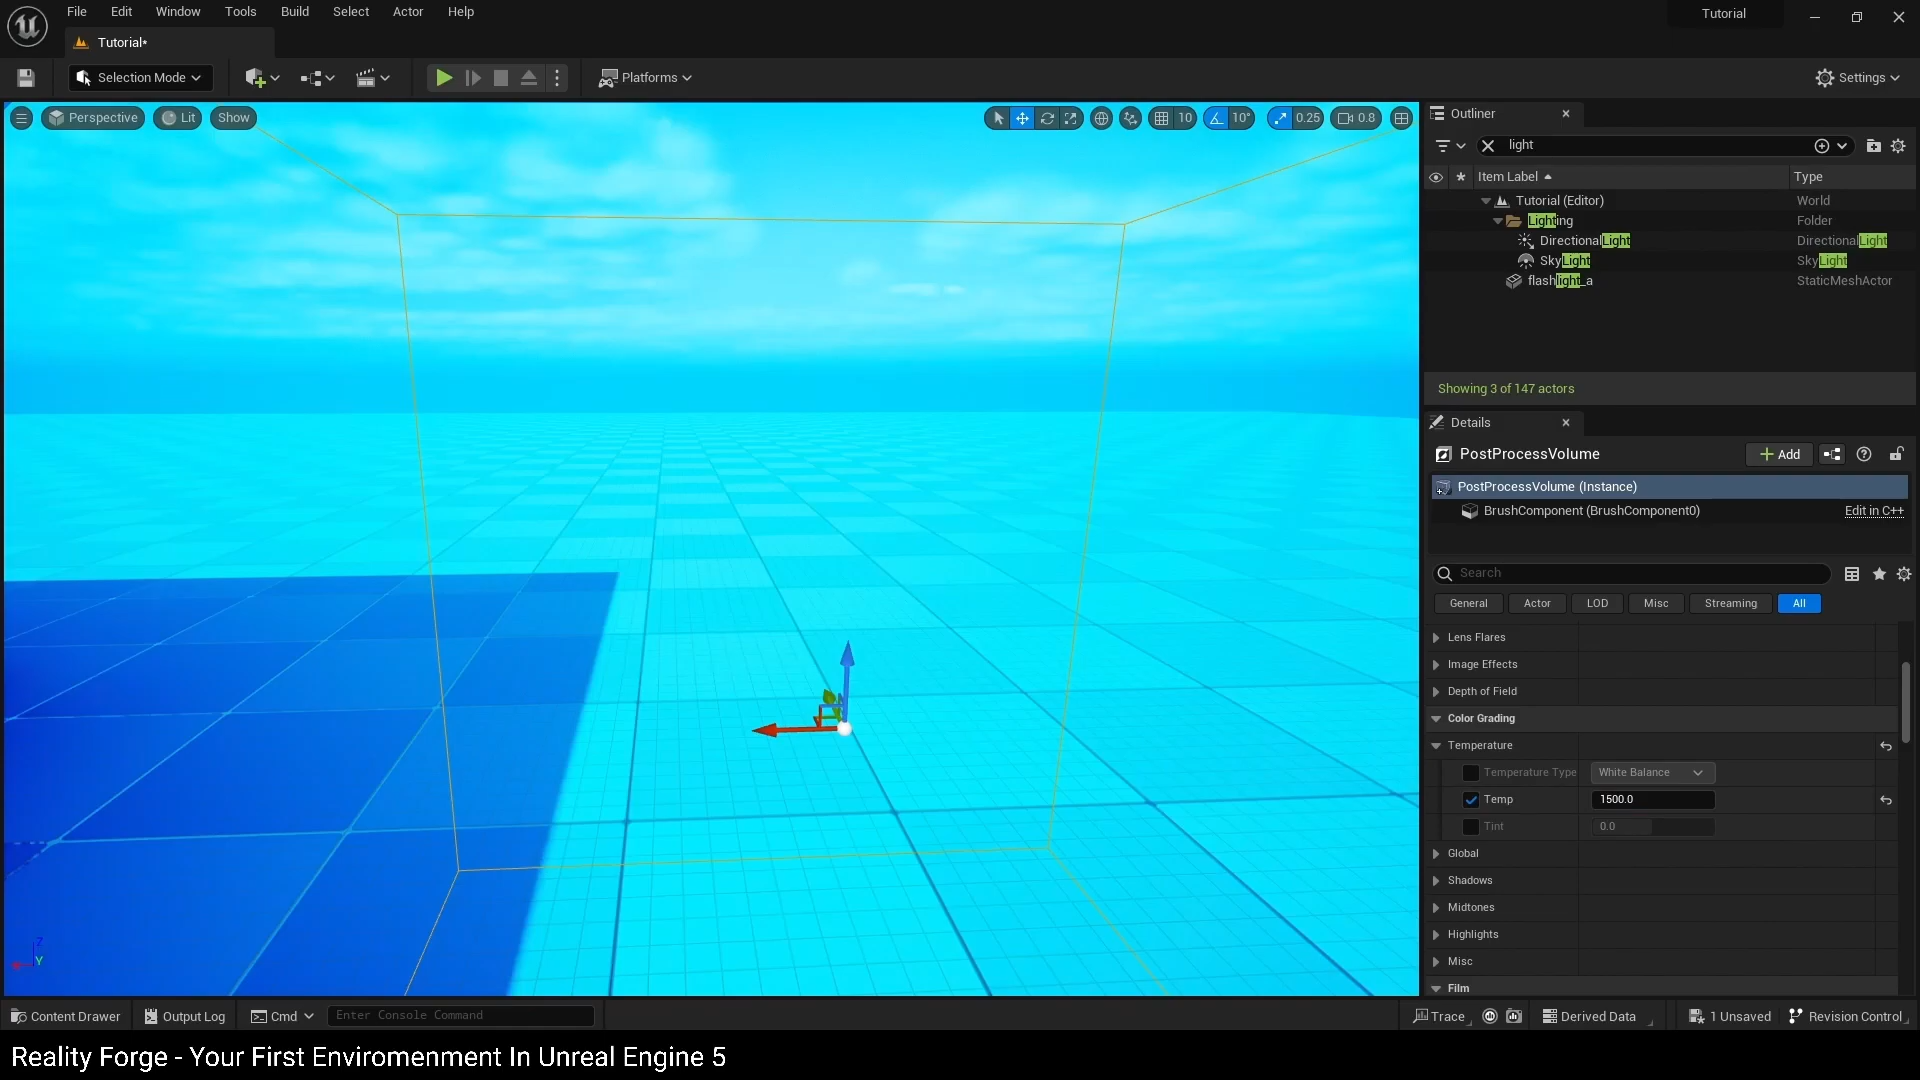 File Edit Window Tools Build Select Actor Help
Tutorial
Tutorial*
Selection Mode
Platforms
Settings
Perspective Lit Show
10 10° 0.25 0.8
Outliner
light
Item Label Type
Tutorial (Editor) World
Lighting Folder
DirectionalLight DirectionalLight
SkyLight SkyLight
flashlight_a StaticMeshActor
Showing 3 of 147 actors
Details
PostProcessVolume Add
PostProcessVolume (Instance)
BrushComponent (BrushComponent0) Edit in C++
Search
General Actor LOD Misc Streaming All
Lens Flares
Image Effects
Depth of Field
Color Grading
Temperature
Temperature Type White Balance
Temp 1500.0
Tint 0.0
Global
Shadows
Midtones
Highlights
Misc
Film
Z
Y
Content Drawer Output Log Cmd Enter Console Command Trace Derived Data 1 Unsaved Revision Control
Reality Forge - Your First Enviromenment In Unreal Engine 5